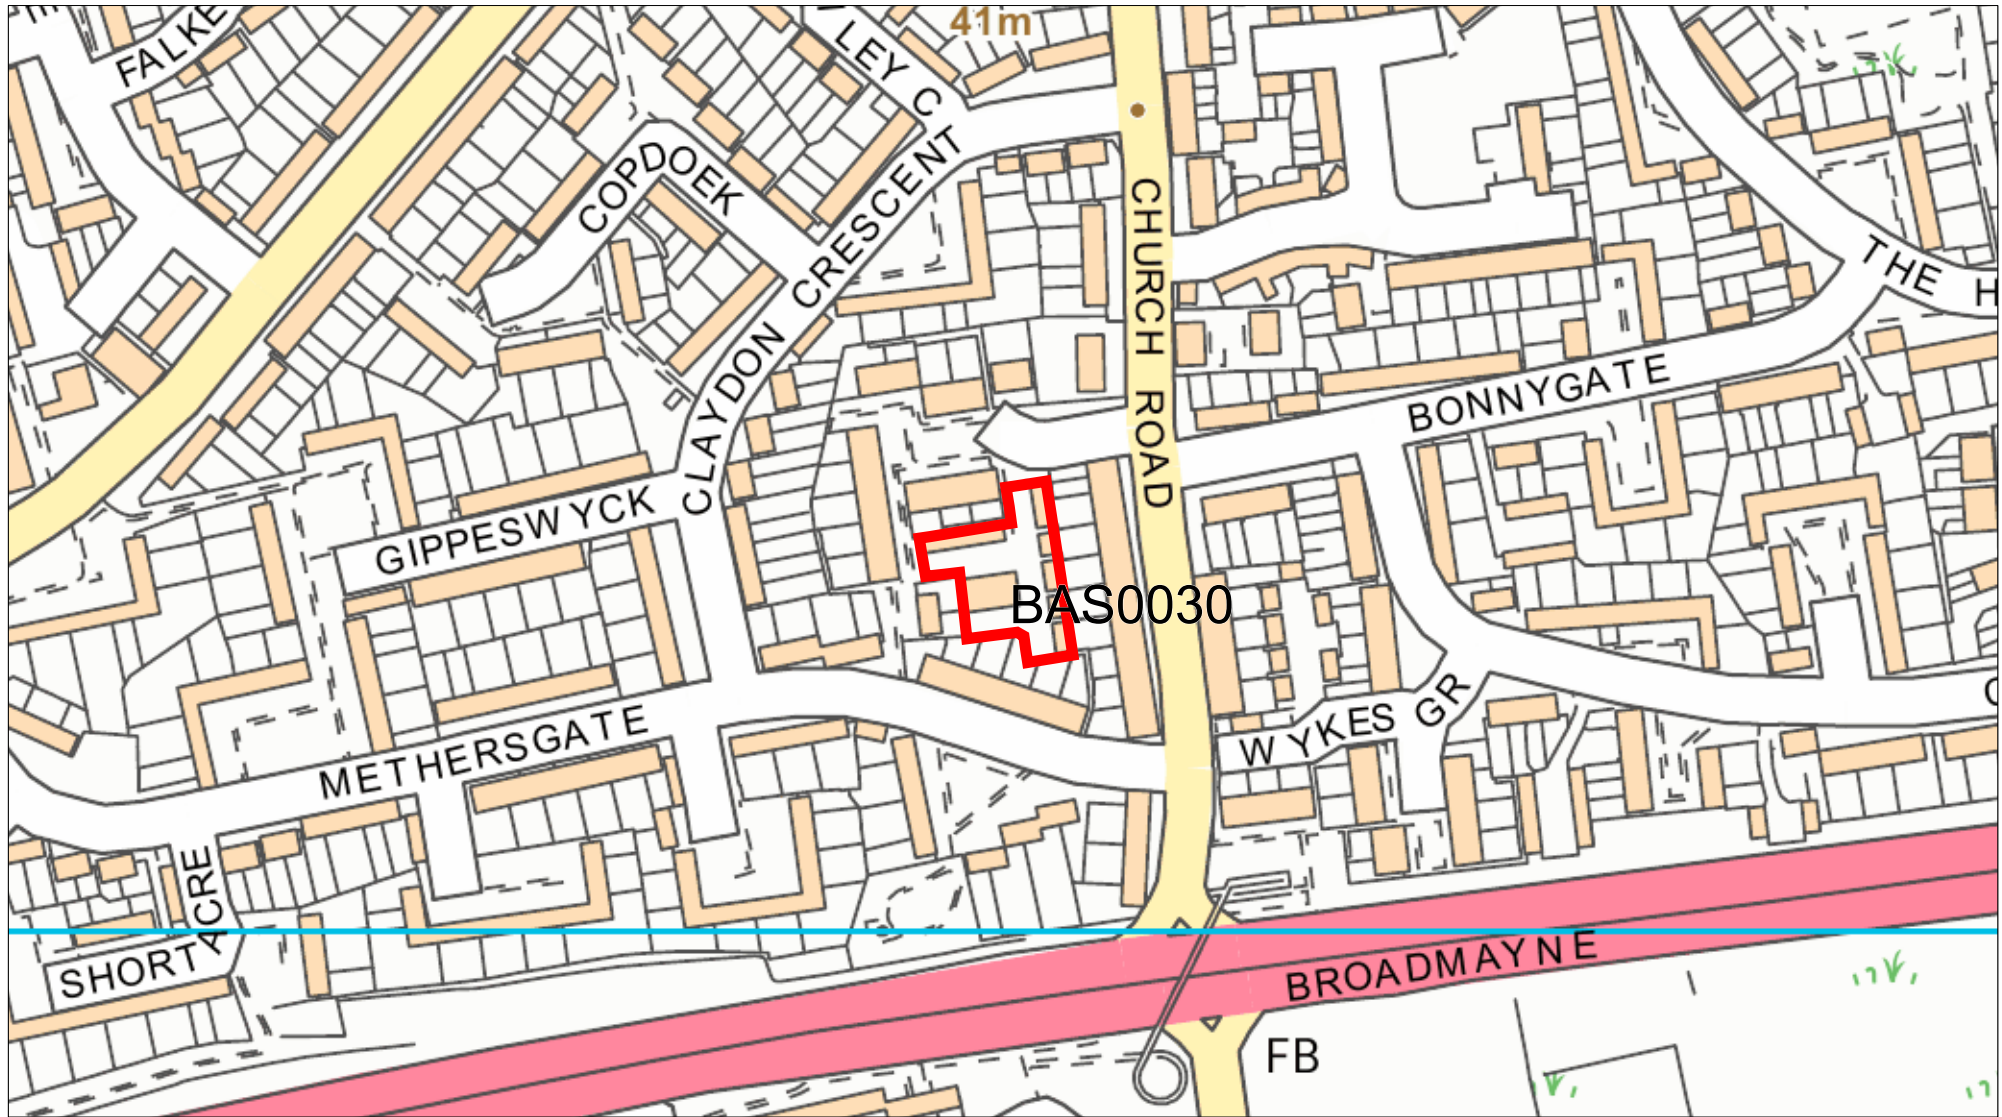 FALKE
LEY C
41m
COPDOEK
CLAYDON CRESCENT
CHURCH ROAD
THE H
BONNYGATE
GIPPESWYCK
BAS0030
METHERSGATE
WYKES GR
SHORT ACRE
BROADMAYNE
FB